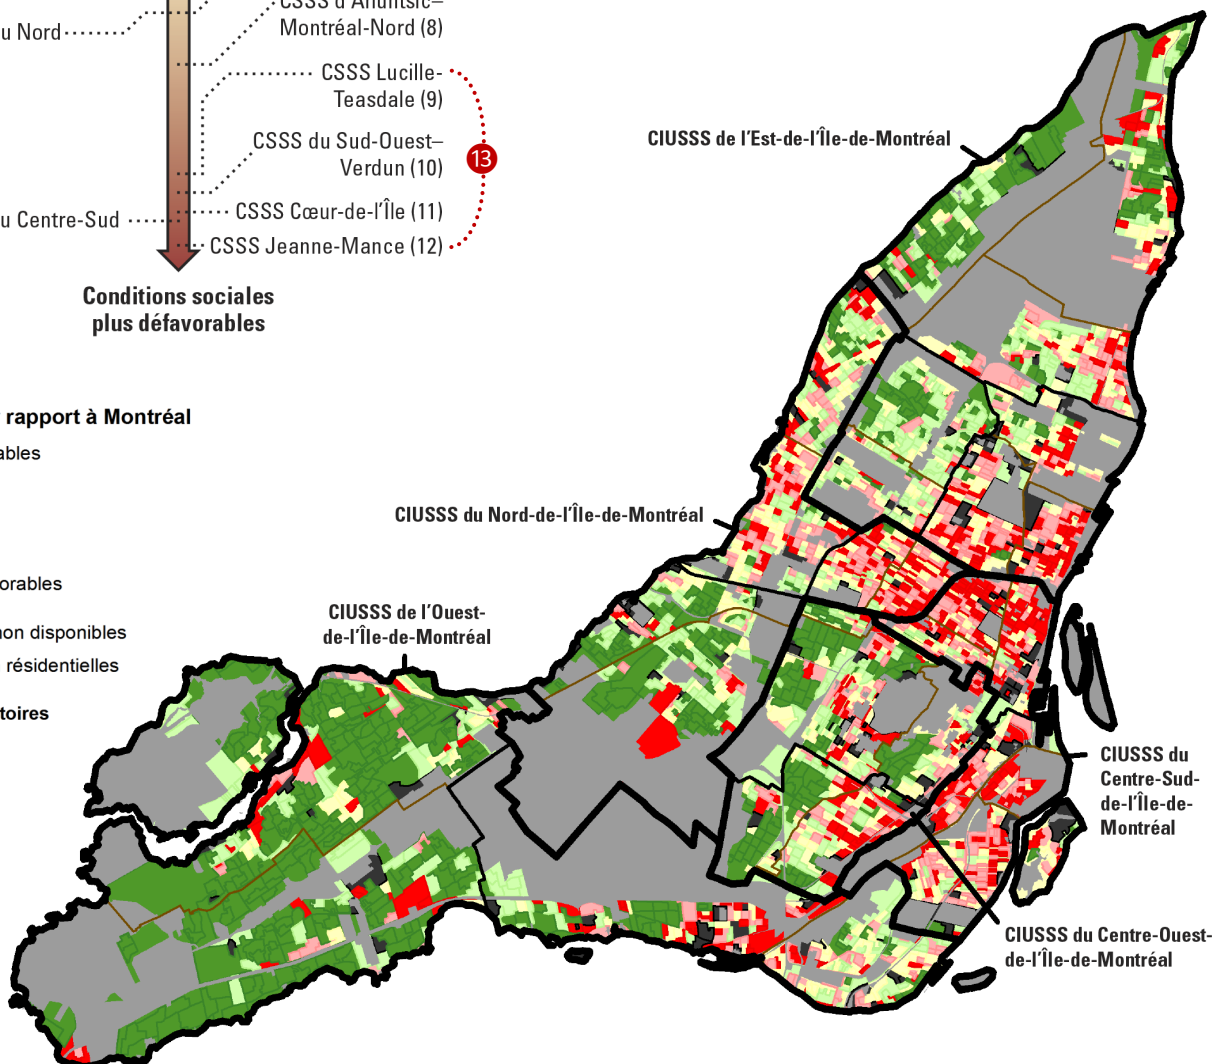 CSSS d'Ahuntsic–
Montréal-Nord (8)
u Nord
CSSS Lucille-
Teasdale (9)
CSSS du Sud-Ouest–
Verdun (10)
13
u Centre-Sud
CSSS Cœur-de-l'Île (11)
CSSS Jeanne-Mance (12)
Conditions sociales
plus défavorables
rapport à Montréal
ables
orables
non disponibles
résidentielles
toires
CIUSSS de l'Est-de-l'Île-de-Montréal
CIUSSS du Nord-de-l'Île-de-Montréal
CIUSSS de l'Ouest-
de-l'Île-de-Montréal
CIUSSS du
Centre-Sud-
de-l'Île-de-
Montréal
CIUSSS du Centre-Ouest-
de-l'Île-de-Montréal